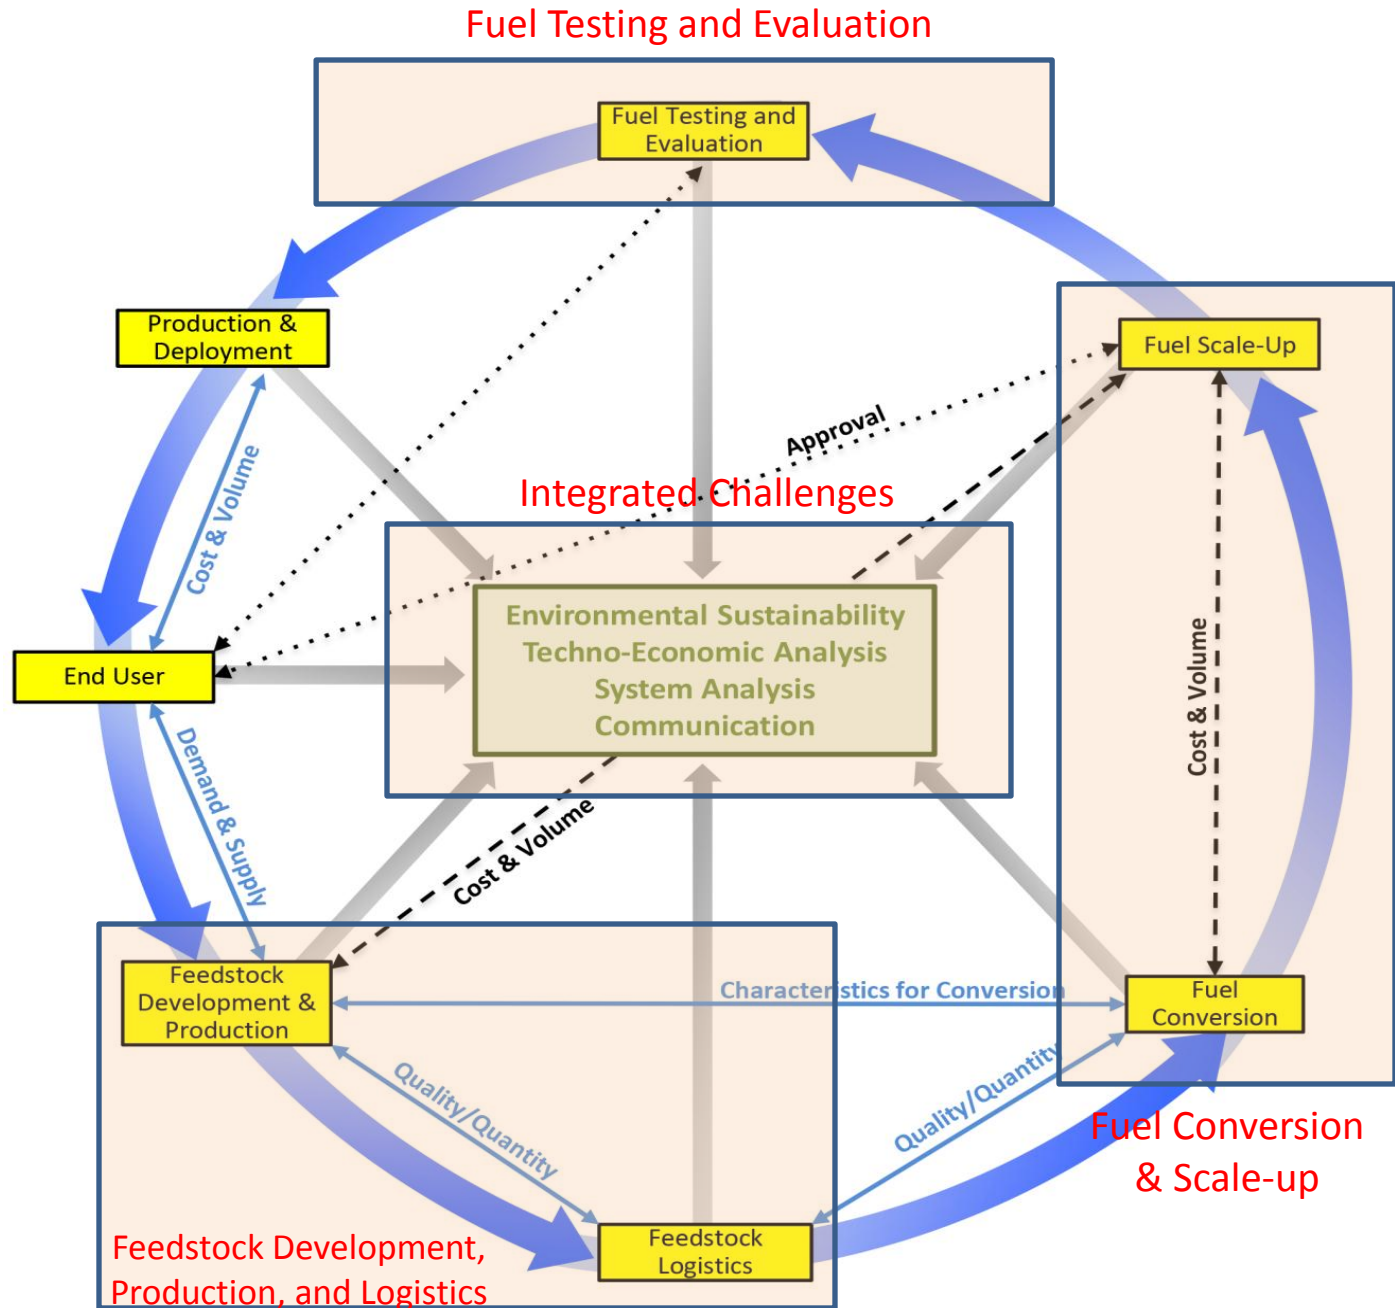 Fuel Testing and Evaluation
Fuel Testing and
Evaluation
Production &
Deployment
Fuel Scale-Up
Approval
Cost & Volume
Integrated Challenges
Environmental Sustainability
Techno-Economic Analysis
System Analysis
Communication
End User
Cost & Volume
Demand & Supply
Cost & Volume
Feedstock
Development &
Production
Characteristics for Conversion
Fuel
Conversion
Quality/Quantity
Quality/Quantity
Fuel Conversion
& Scale-up
Feedstock
Logistics
Feedstock Development,
Production, and Logistics